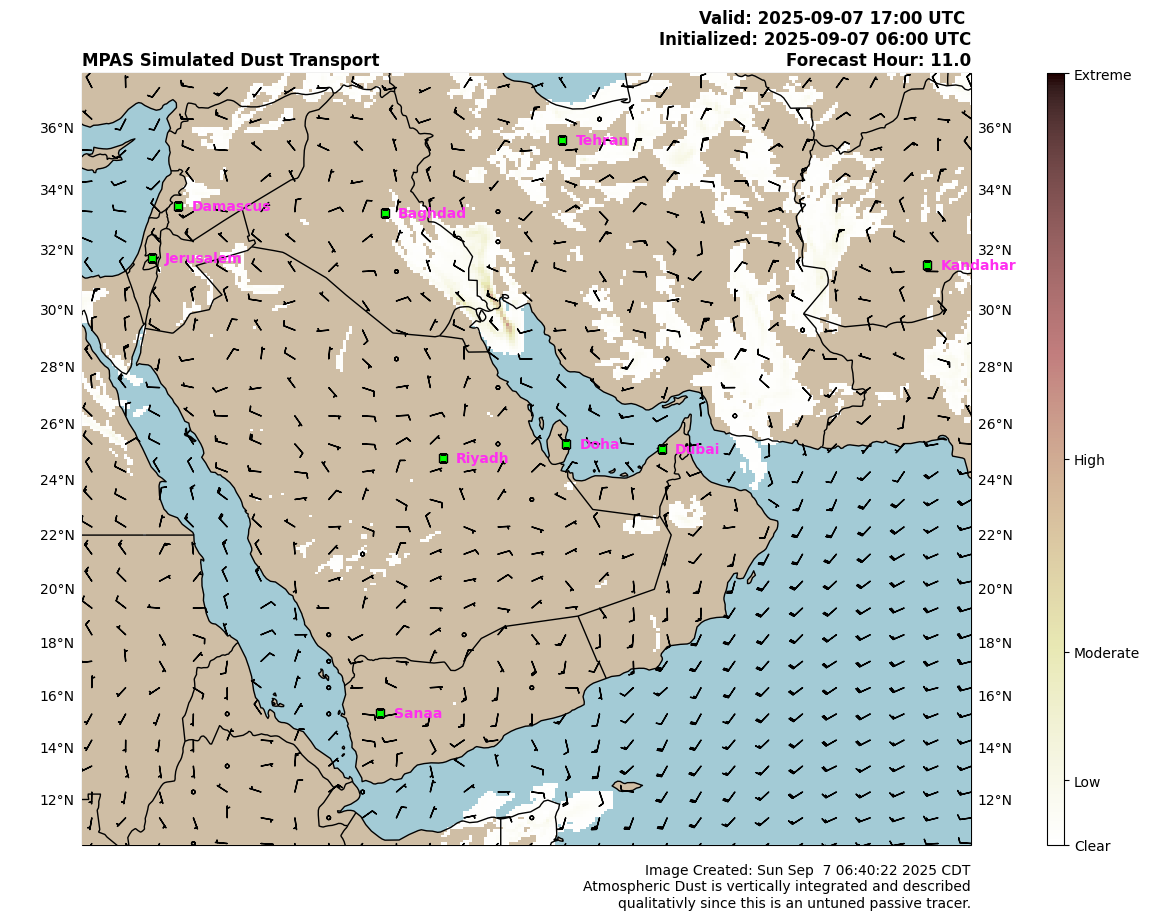 Valid: 2025-09-07 17:00 UTC
Initialized: 2025-09-07 06:00 UTC
MPAS Simulated Dust Transport Forecast Hour: 11.0
Extreme
36°N Tehran 36°N
34°N Damascus Baghdad 34°N
32°N Jerusalem 32°N Kandahar
30°N 30°N
28°N 28°N
26°N Doha Dubai 26°N
Riyadh High
24°N 24°N
22°N 22°N
20°N 20°N
18°N 18°N
Moderate
16°N Sanaa 16°N
14°N 14°N
Low
12°N 12°N
Clear
Image Created: Sun Sep  7 06:40:22 2025 CDT
Atmospheric Dust is vertically integrated and described
qualitativly since this is an untuned passive tracer.